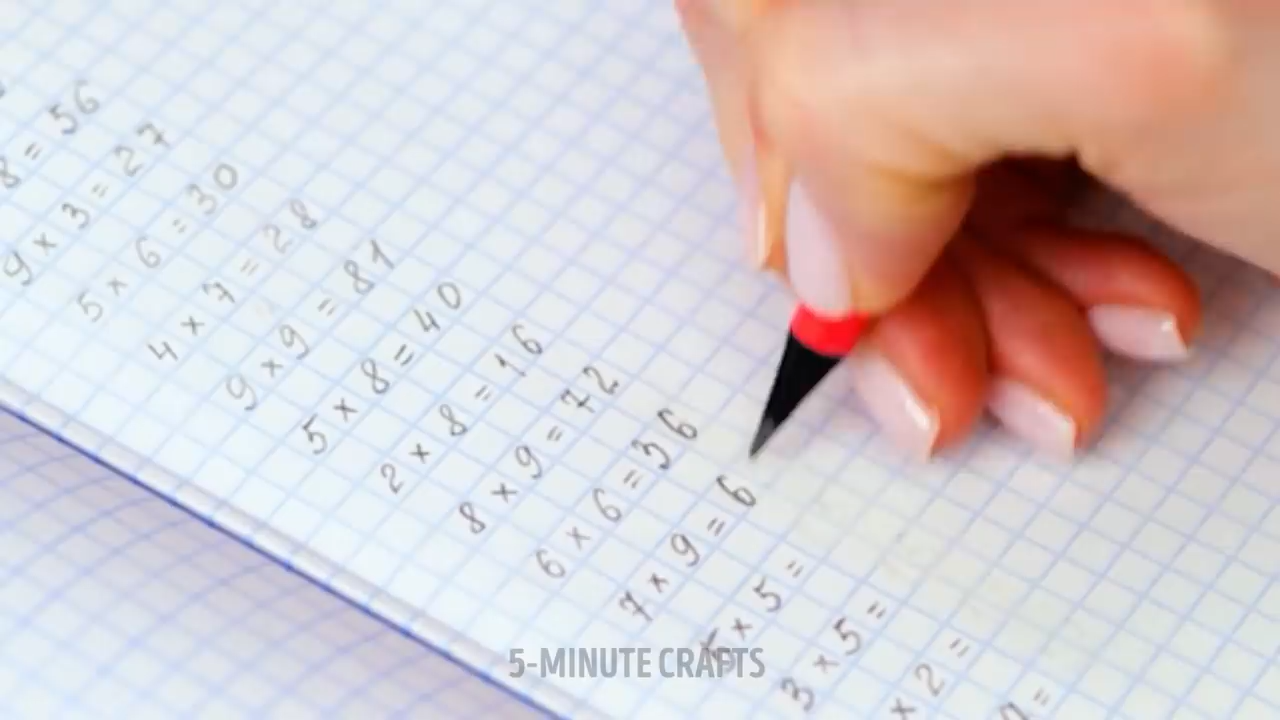 8 = 56
9 x 3 = 27
5 x 6 = 30
4 x 7 = 28
9 x 9 = 81
5 x 8 = 40
2 x 8 = 16
8 x 9 = 72
6 x 6 = 36
7 x 9 = 6
x 5 =
3 x 5 =
x 2 =
=
5-MINUTE CRAFTS